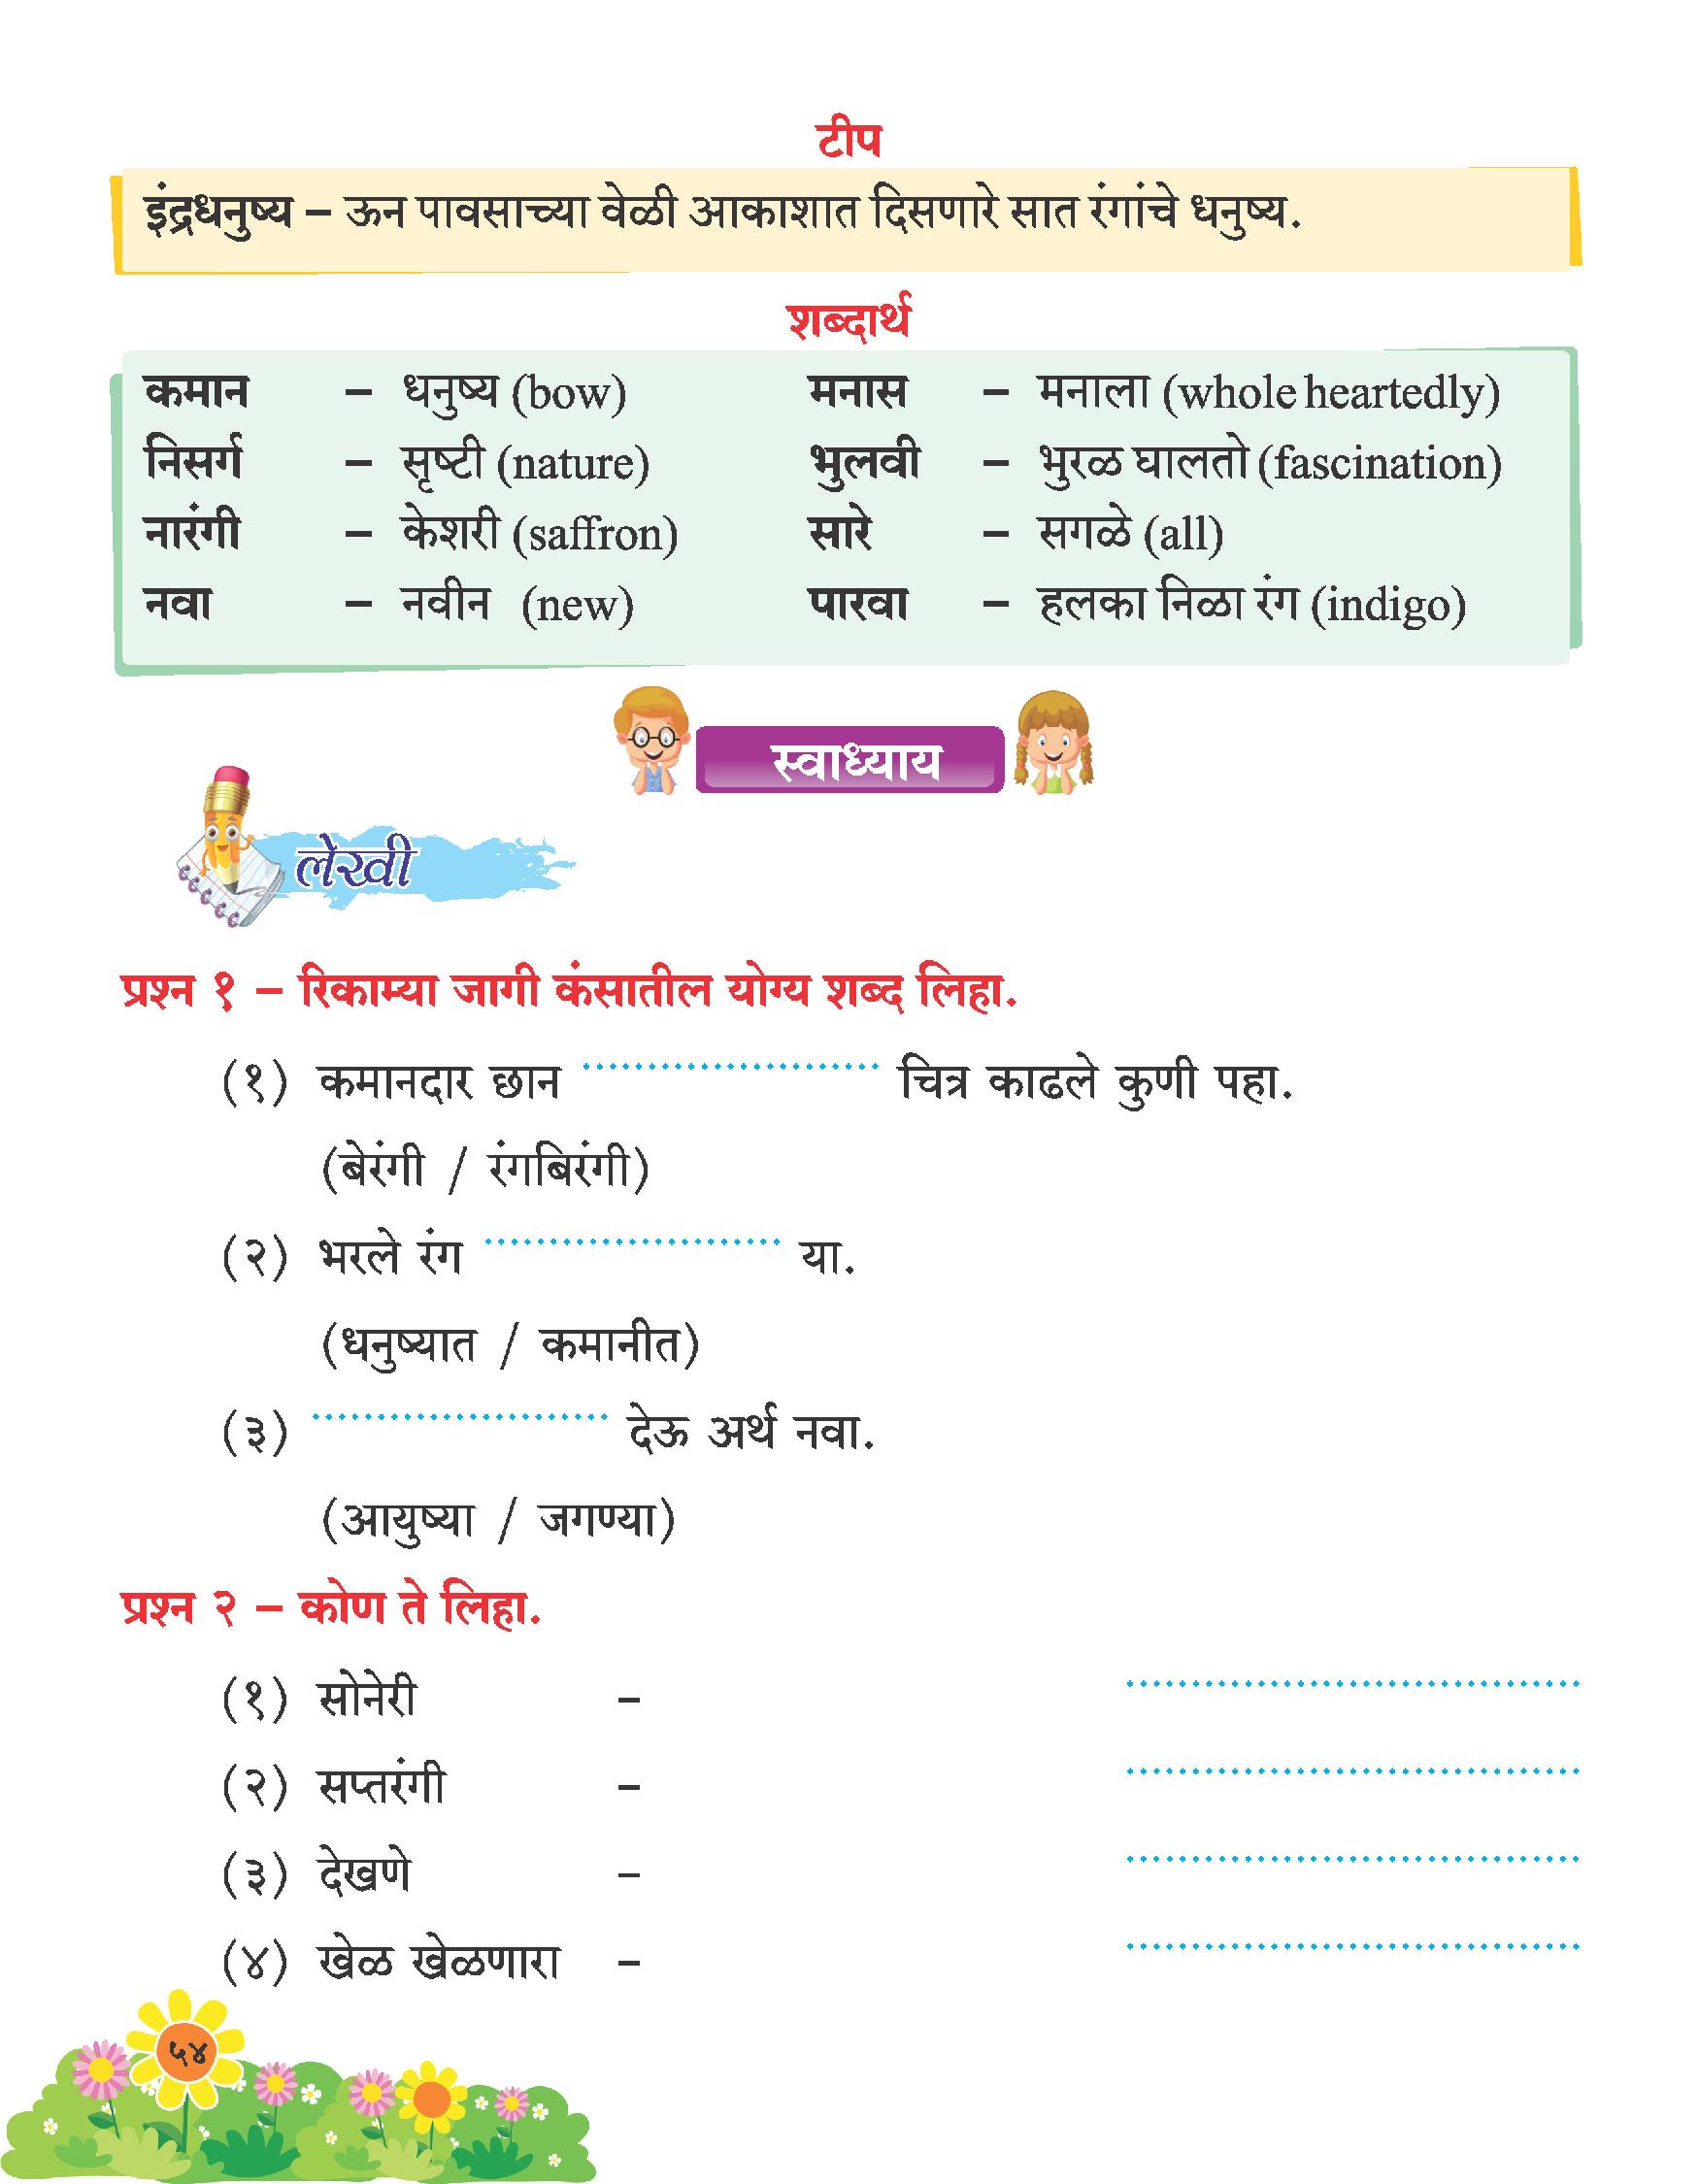 टीप
इंद्रधनुष्य – ऊन पावसाच्या वेळी आकाशात दिसणारे सात रंगांचे धनुष्य.
शब्दार्थ
कमान – धनुष्य (bow) मनास – मनाला (whole heartedly)
निसर्ग – सृष्टी (nature) भुलवी – भुरळ घालतो (fascination)
नारंगी – केशरी (saffron) सारे – सगळे (all)
नवा – नवीन (new) पारवा – हलका निळा रंग (indigo)
स्वाध्याय
लेखी
प्रश्न १ – रिकाम्या जागी कंसातील योग्य शब्द लिहा.
(१) कमानदार छान ........................ चित्र काढले कुणी पहा.
(बेरंगी / रंगबिरंगी)
(२) भरले रंग ........................ या.
(धनुष्यात / कमानीत)
(३) ........................ देऊ अर्थ नवा.
(आयुष्या / जगण्या)
प्रश्न २ – कोण ते लिहा.
(१) सोनेरी – ........................
(२) सप्तरंगी – ........................
(३) देखणे – ........................
(४) खेळ खेळणारा – ........................
५४